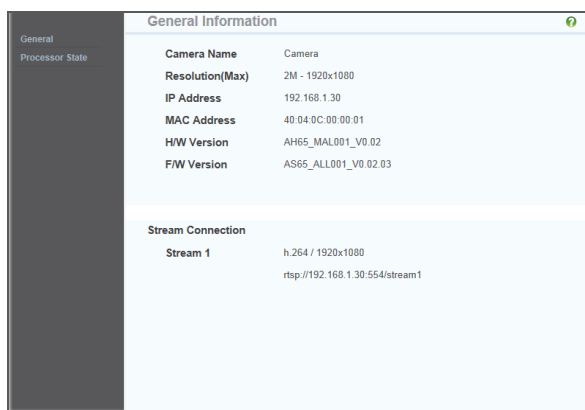 General
Processor State
General Information
Camera Name Camera
Resolution(Max) 2M - 1920x1080
IP Address 192.168.1.30
MAC Address 40:04:0C:00:00:01
H/W Version AH65_MAL001_V0.02
F/W Version AS65_ALL001_V0.02.03
Stream Connection
Stream 1 h.264 / 1920x1080
rtsp://192.168.1.30:554/stream1